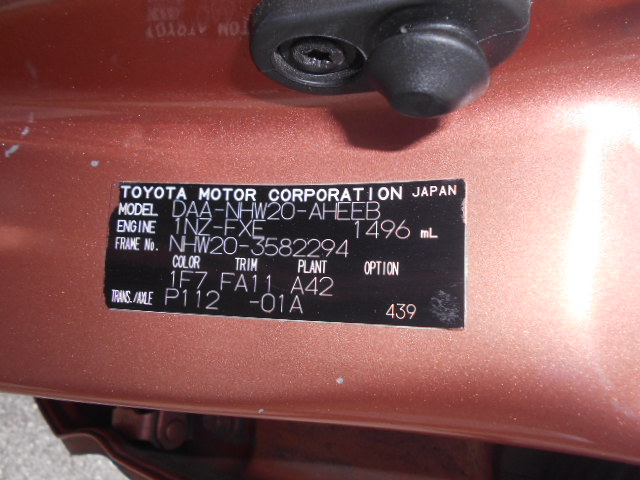 TOYOTA MOTOR CORPORATION JAPAN
MODEL DAA-NHW20-AHEEB
ENGINE 1NZ-FXE 1496 mL
FRAME No. NHW20-3582294
COLOR TRIM PLANT OPTION
1F7 FA11 A42
TRANS./AXLE P112 -01A
439